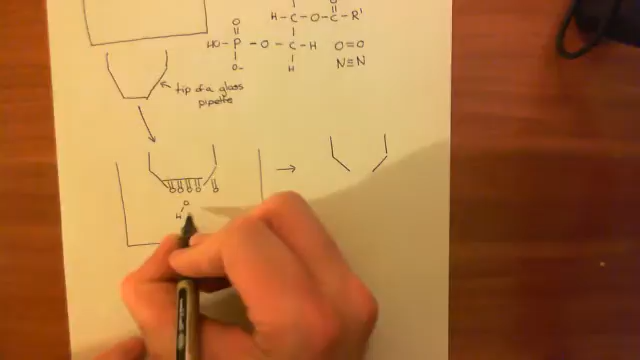 O
H-C-O-C-R'
O
HO-P-O-C-H O=O
O- H N≡N
tip of a glass
pipette
O
H